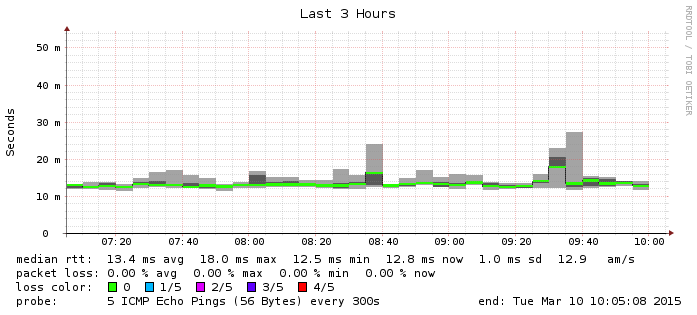 Last 3 Hours
RRDTOOL / TOBI OETIKER
Seconds
50 m
40 m
30 m
20 m
10 m
0
07:20 07:40 08:00 08:20 08:40 09:00 09:20 09:40 10:00
median rtt: 13.4 ms avg 18.0 ms max 12.5 ms min 12.8 ms now 1.0 ms sd 12.9 am/s
packet loss: 0.00 % avg 0.00 % max 0.00 % min 0.00 % now
loss color: 0 1/5 2/5 3/5 4/5
probe: 5 ICMP Echo Pings (56 Bytes) every 300s end: Tue Mar 10 10:05:08 2015